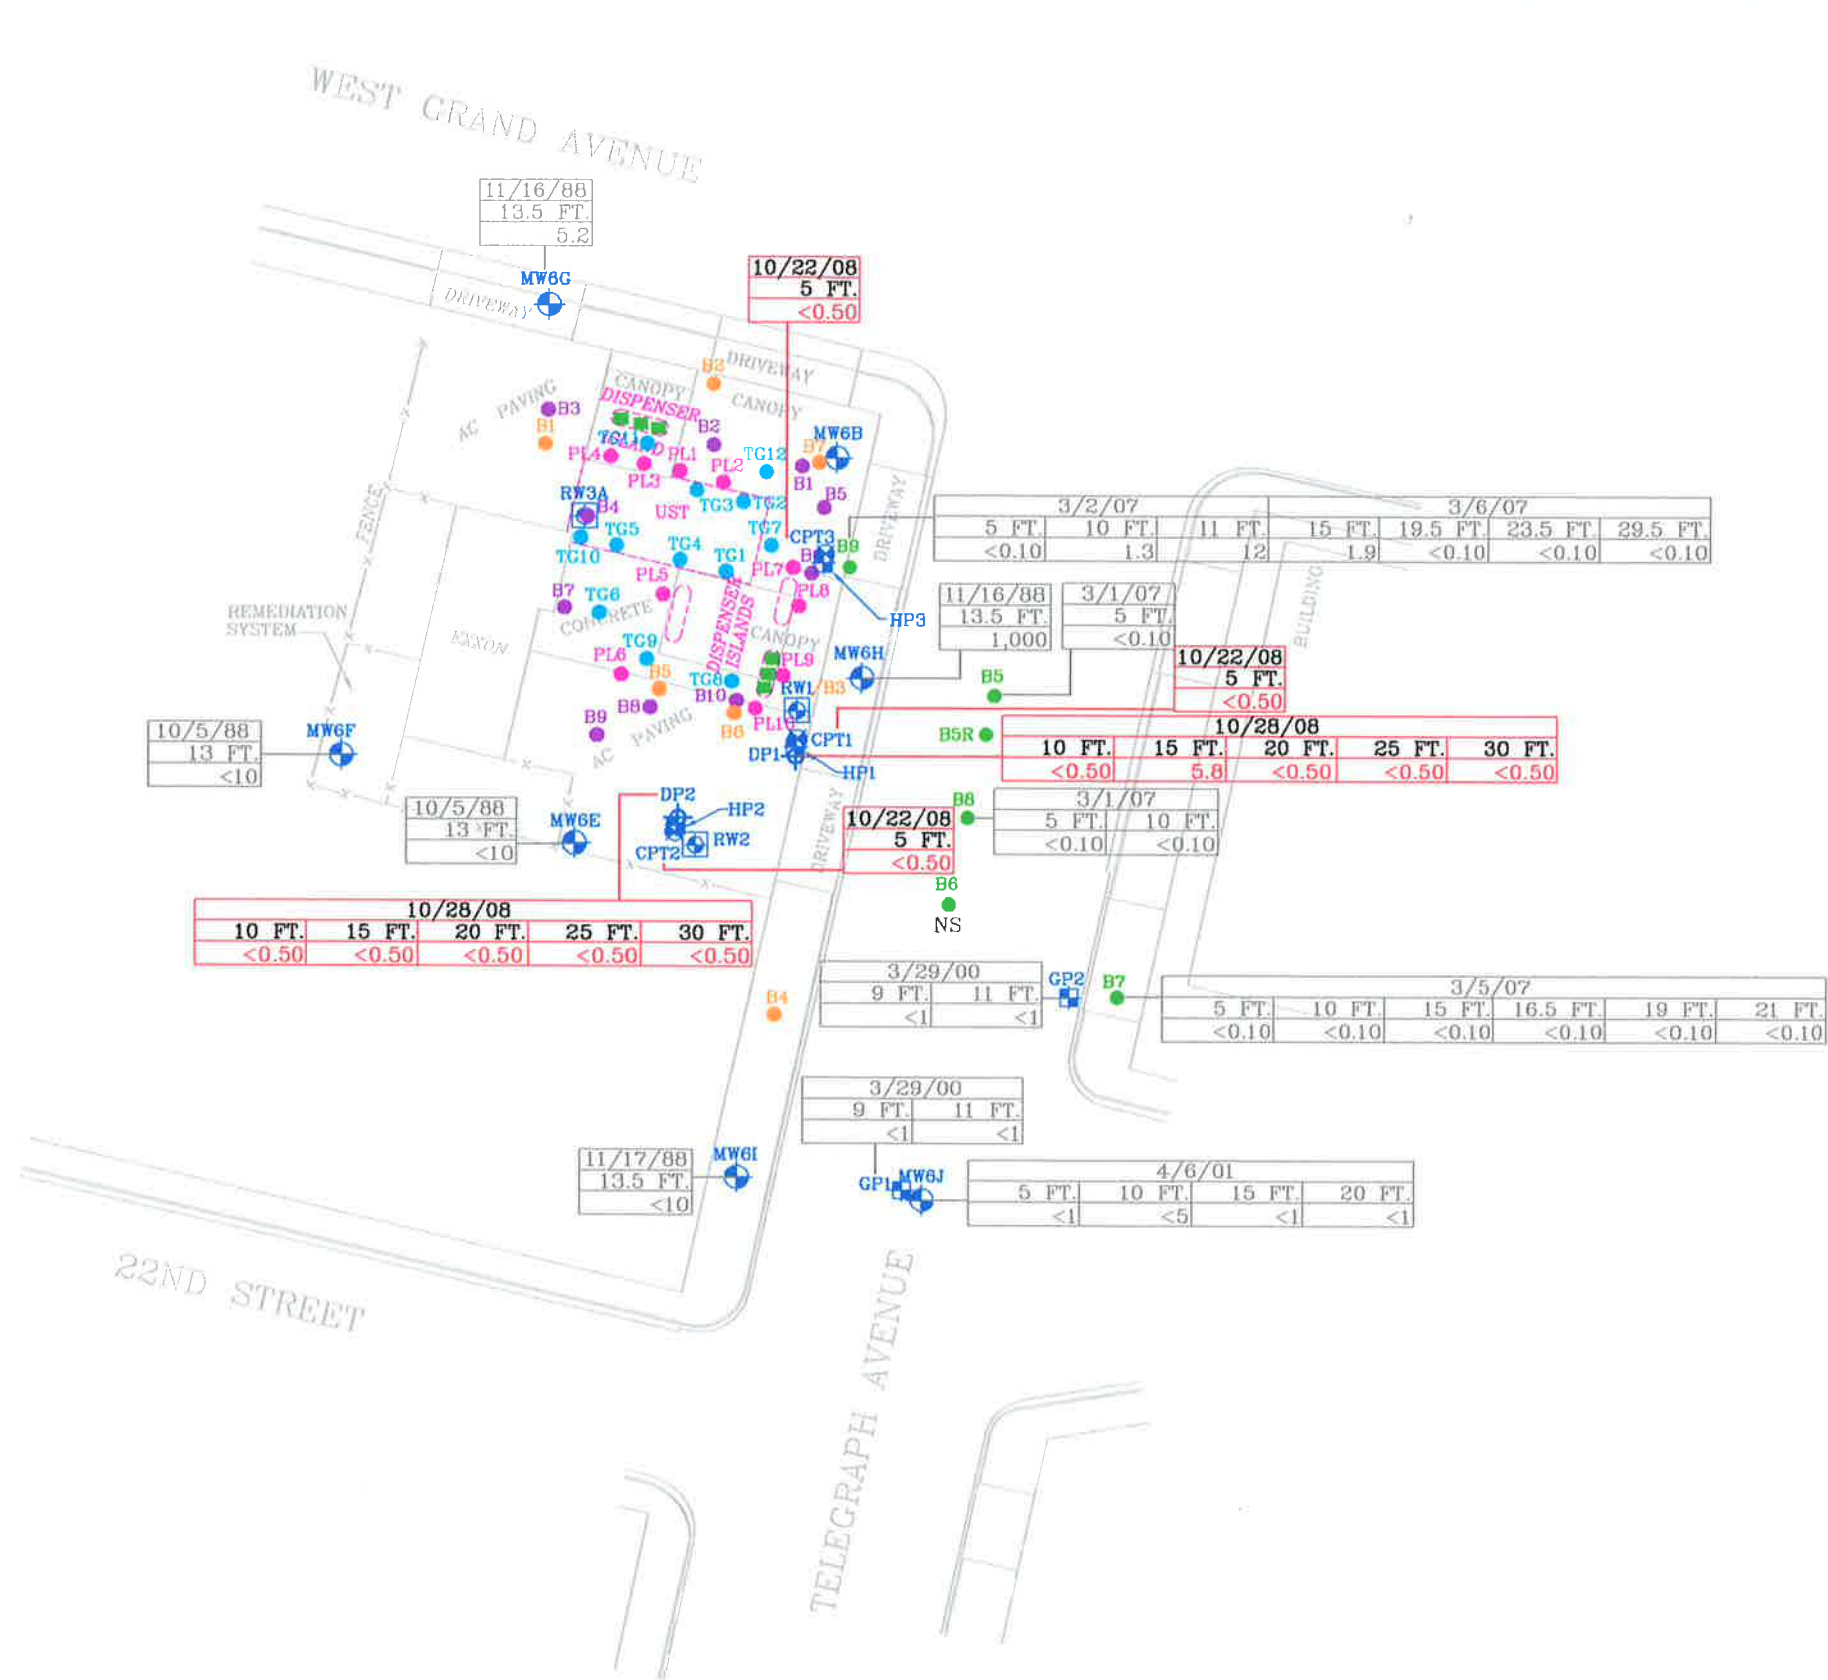 WEST GRAND AVENUE
11/16/88
13.5 FT.
5.2
MW6G
DRIVEWAY
10/22/08
5 FT.
<0.50
DRIVEWAY
B2
CANOPY
CANOPY
AC PAVING
B3
B1
DISPENSER
ISLAND
TG11
B2
MW6B
B7
PL4
PL3
PL1
PL2
TG12
B1
B5
RW3A
B4
UST
TG3
TG2
FENCE
TG10
TG5
TG4
TG1
TG7
CPT3
B9
DRIVEWAY
PL7
PL5
PL8
HP3
B7
TG6
CONCRETE
DISPENSER
ISLANDS
CANOPY
3/2/07 3/6/07
5 FT. 10 FT. 11 FT. 15 FT. 19.5 FT. 23.5 FT. 29.5 FT.
<0.10 1.3 12 1.9 <0.10 <0.10 <0.10
BUILDING
REMEDIATION
SYSTEM
EXXON
11/16/88
13.5 FT.
1,000
3/1/07
5 FT.
<0.10
TG9
PL6
B5
TG8
PL9
MW6H
B5
10/22/08
5 FT.
<0.50
B10
RW1/B3
B8
B9
B6
PL10
AC PAVING
CPT1
DP1
HP1
B5R
10/28/08
10 FT. 15 FT. 20 FT. 25 FT. 30 FT.
<0.50 5.8 <0.50 <0.50 <0.50
10/5/88
13 FT.
<10
MW6F
10/5/88
13 FT.
<10
MW6E
DP2
HP2
CPT2
RW2
DRIVEWAY
10/22/08
5 FT.
<0.50
B8
3/1/07
5 FT. 10 FT.
<0.10 <0.10
B6
NS
10/28/08
10 FT. 15 FT. 20 FT. 25 FT. 30 FT.
<0.50 <0.50 <0.50 <0.50 <0.50
3/29/00
9 FT. 11 FT.
<1 <1
GP2
B7
3/5/07
5 FT. 10 FT. 15 FT. 16.5 FT. 19 FT. 21 FT.
<0.10 <0.10 <0.10 <0.10 <0.10 <0.10
B4
3/29/00
9 FT. 11 FT.
<1 <1
11/17/88
13.5 FT.
<10
MW6I
GP1
MW6J
4/6/01
5 FT. 10 FT. 15 FT. 20 FT.
<1 <5 <1 <1
22ND STREET
TELEGRAPH AVENUE